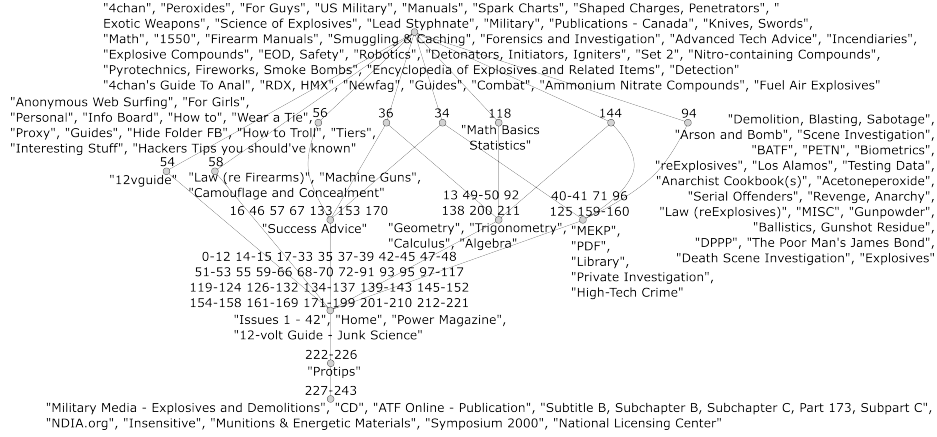 "4chan", "Peroxides", "For Guys", "US Military", "Manuals", "Spark Charts", "Shaped Charges, Penetrators", "
Exotic Weapons", "Science of Explosives", "Lead Styphnate", "Military", "Publications - Canada", "Knives, Swords",
"Math", "1550", "Firearm Manuals", "Smuggling & Caching", "Forensics and Investigation", "Advanced Tech Advice", "Incendiaries",
"Explosive Compounds", "EOD, Safety", "Robotics", "Detonators, Initiators, Igniters", "Set 2", "Nitro-containing Compounds",
"Pyrotechnics, Fireworks, Smoke Bombs", "Encyclopedia of Explosives and Related Items", "Detection"
"4chan's Guide To Anal", "RDX, HMX", "Newfag", "Guides", "Combat", "Ammonium Nitrate Compounds", "Fuel Air Explosives"
"Anonymous Web Surfing", "For Girls",
"Personal", "Info Board", "How to", "Wear a Tie",
"Proxy", "Guides", "Hide Folder FB", "How to Troll", "Tiers",
"Interesting Stuff", "Hackers Tips you should've known"
56
36
34
118
"Math Basics
Statistics"
144
94
"Demolition, Blasting, Sabotage",
"Arson and Bomb", "Scene Investigation",
"BATF", "PETN", "Biometrics",
"reExplosives", "Los Alamos", "Testing Data",
"Anarchist Cookbook(s)", "Acetoneperoxide",
"Serial Offenders", "Revenge, Anarchy",
"Law (reExplosives)", "MISC", "Gunpowder",
"Ballistics, Gunshot Residue",
"DPPP", "The Poor Man's James Bond",
"Death Scene Investigation", "Explosives"
54
"12vguide"
58
"Law (re Firearms)", "Machine Guns",
"Camouflage and Concealment"
16 46 57 67 133 153 170
"Success Advice"
13 49-50 92
138 200 211
"Geometry", "Trigonometry",
"Calculus", "Algebra"
40-41 71 96
125 159-160
"MEKP",
"PDF",
"Library",
"Private Investigation",
"High-Tech Crime"
0-12 14-15 17-33 35 37-39 42-45 47-48
51-53 55 59-66 68-70 72-91 93 95 97-117
119-124 126-132 134-137 139-143 145-152
154-158 161-169 171-199 201-210 212-221
"Issues 1 - 42", "Home", "Power Magazine",
"12-volt Guide - Junk Science"
222-226
"Protips"
227-243
"Military Media - Explosives and Demolitions", "CD", "ATF Online - Publication", "Subtitle B, Subchapter B, Subchapter C, Part 173, Subpart C",
"NDIA.org", "Insensitive", "Munitions & Energetic Materials", "Symposium 2000", "National Licensing Center"